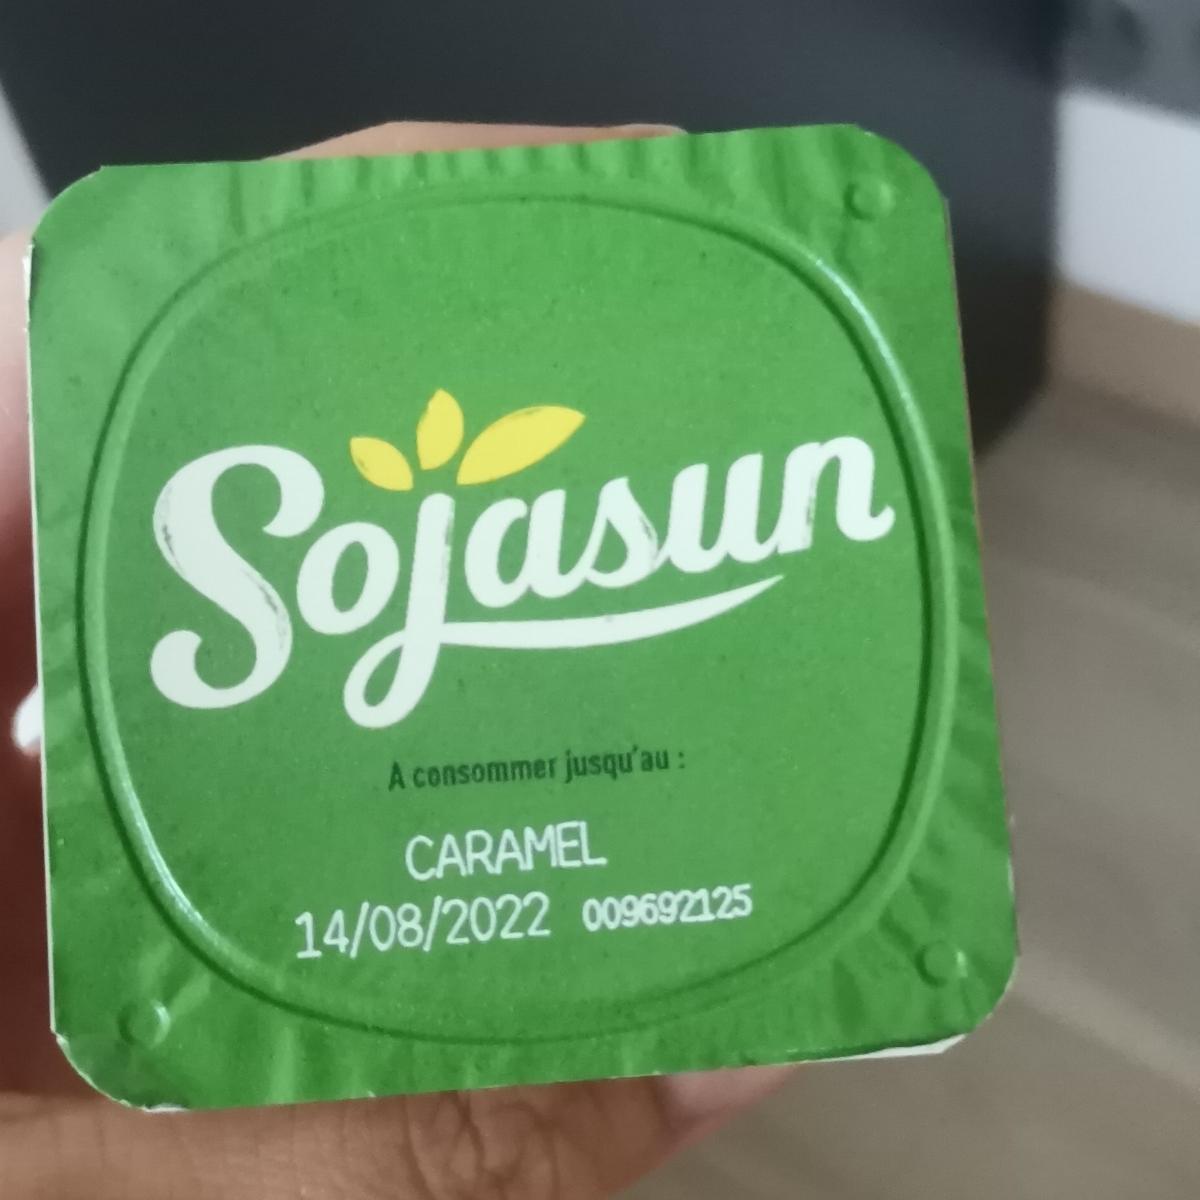 Sojasun
A consommer jusqu'au :
CARAMEL
14/08/2022 009692125